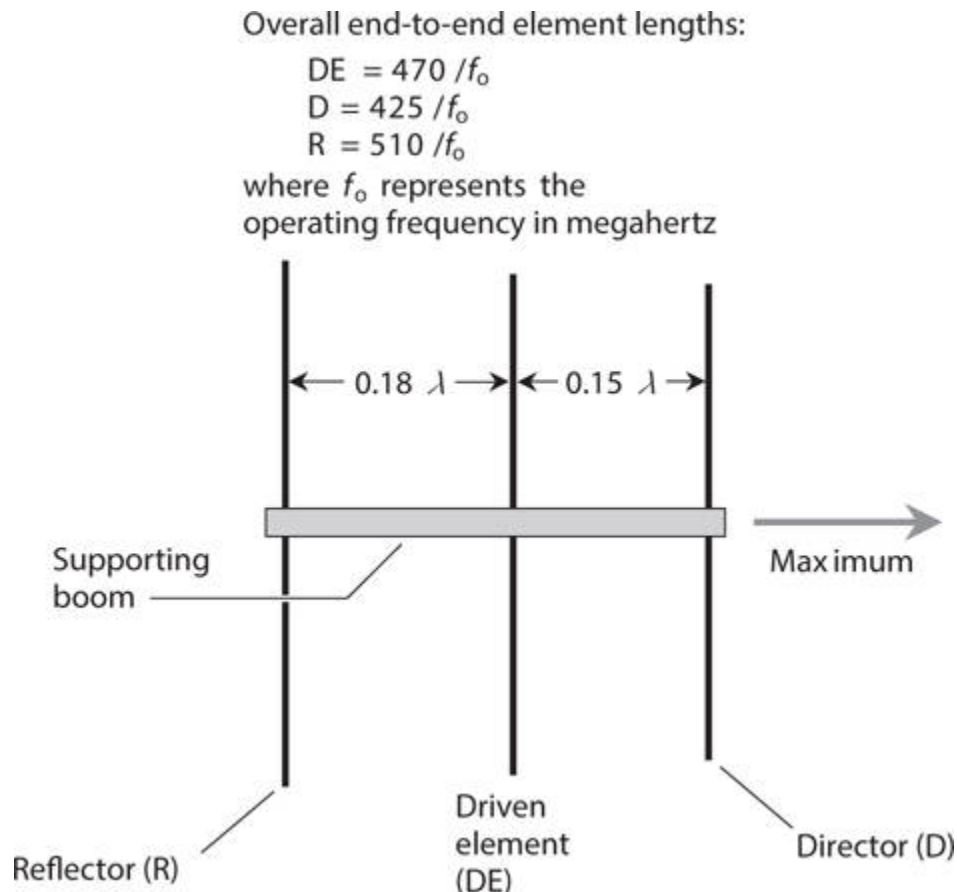 Overall end-to-end element lengths:
DE = 470 /fₒ
D = 425 /fₒ
R = 510 /fₒ
where fₒ represents the
operating frequency in megahertz
0.18 λ
0.15 λ
Supporting
boom
Max imum
Reflector (R)
Driven
element
(DE)
Director (D)